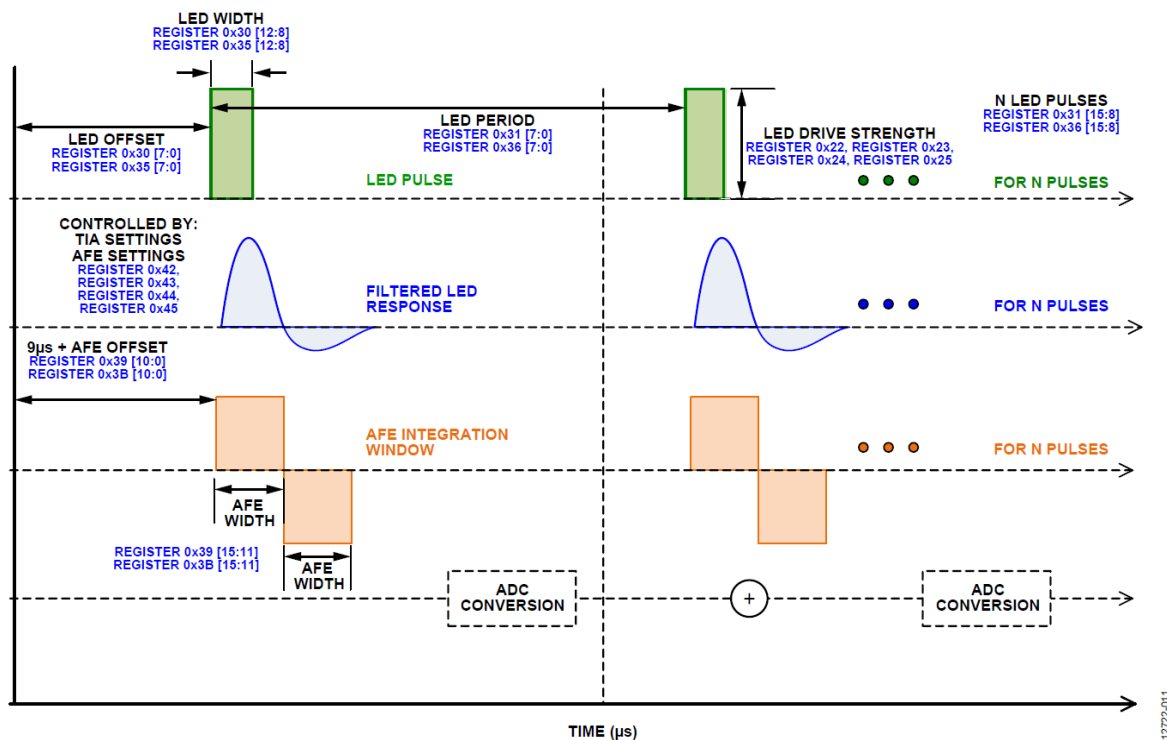 LED WIDTH
REGISTER 0x30 [12:8]
REGISTER 0x35 [12:8]
LED OFFSET
REGISTER 0x30 [7:0]
REGISTER 0x35 [7:0]
LED PERIOD
REGISTER 0x31 [7:0]
REGISTER 0x36 [7:0]
LED DRIVE STRENGTH
REGISTER 0x22, REGISTER 0x23,
REGISTER 0x24, REGISTER 0x25
N LED PULSES
REGISTER 0x31 [15:8]
REGISTER 0x36 [15:8]
LED PULSE
FOR N PULSES
CONTROLLED BY:
TIA SETTINGS
AFE SETTINGS
REGISTER 0x42,
REGISTER 0x43,
REGISTER 0x44,
REGISTER 0x45
FILTERED LED
RESPONSE
FOR N PULSES
9µs + AFE OFFSET
REGISTER 0x39 [10:0]
REGISTER 0x3B [10:0]
AFE INTEGRATION
WINDOW
FOR N PULSES
AFE
WIDTH
REGISTER 0x39 [15:11]
REGISTER 0x3B [15:11]
AFE
WIDTH
ADC
CONVERSION
+
ADC
CONVERSION
TIME (µs)
12722-011